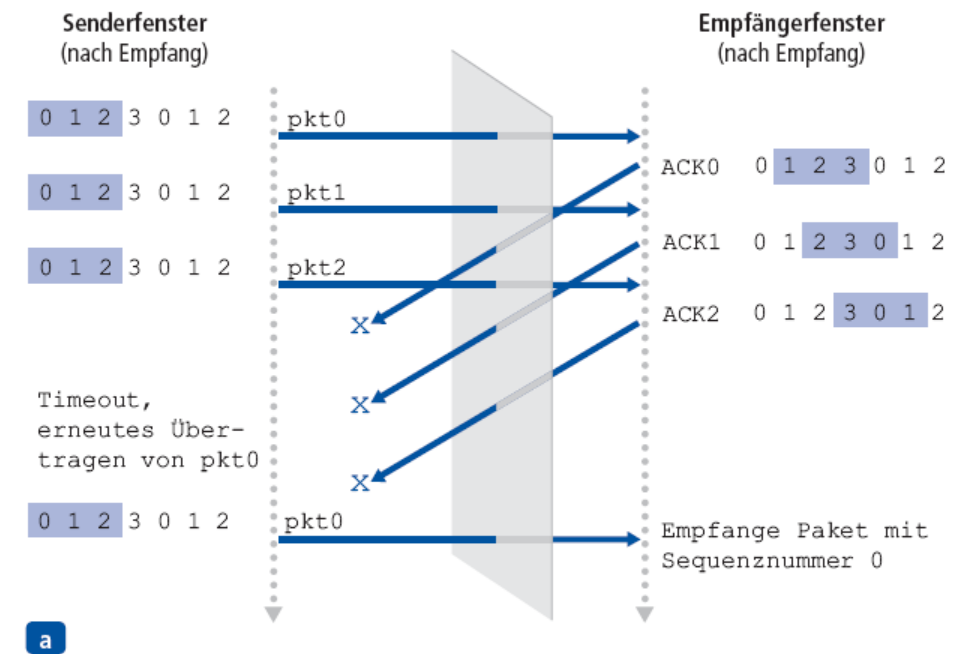 Senderfenster
(nach Empfang)
Empfängerfenster
(nach Empfang)
0 1 2 3 0 1 2
pkt0
ACK0 0 1 2 3 0 1 2
0 1 2 3 0 1 2
pkt1
ACK1 0 1 2 3 0 1 2
0 1 2 3 0 1 2
pkt2
ACK2 0 1 2 3 0 1 2
X
X
X
Timeout,
erneutes Über-
tragen von pkt0
0 1 2 3 0 1 2
pkt0
Empfange Paket mit
Sequenznummer 0
a